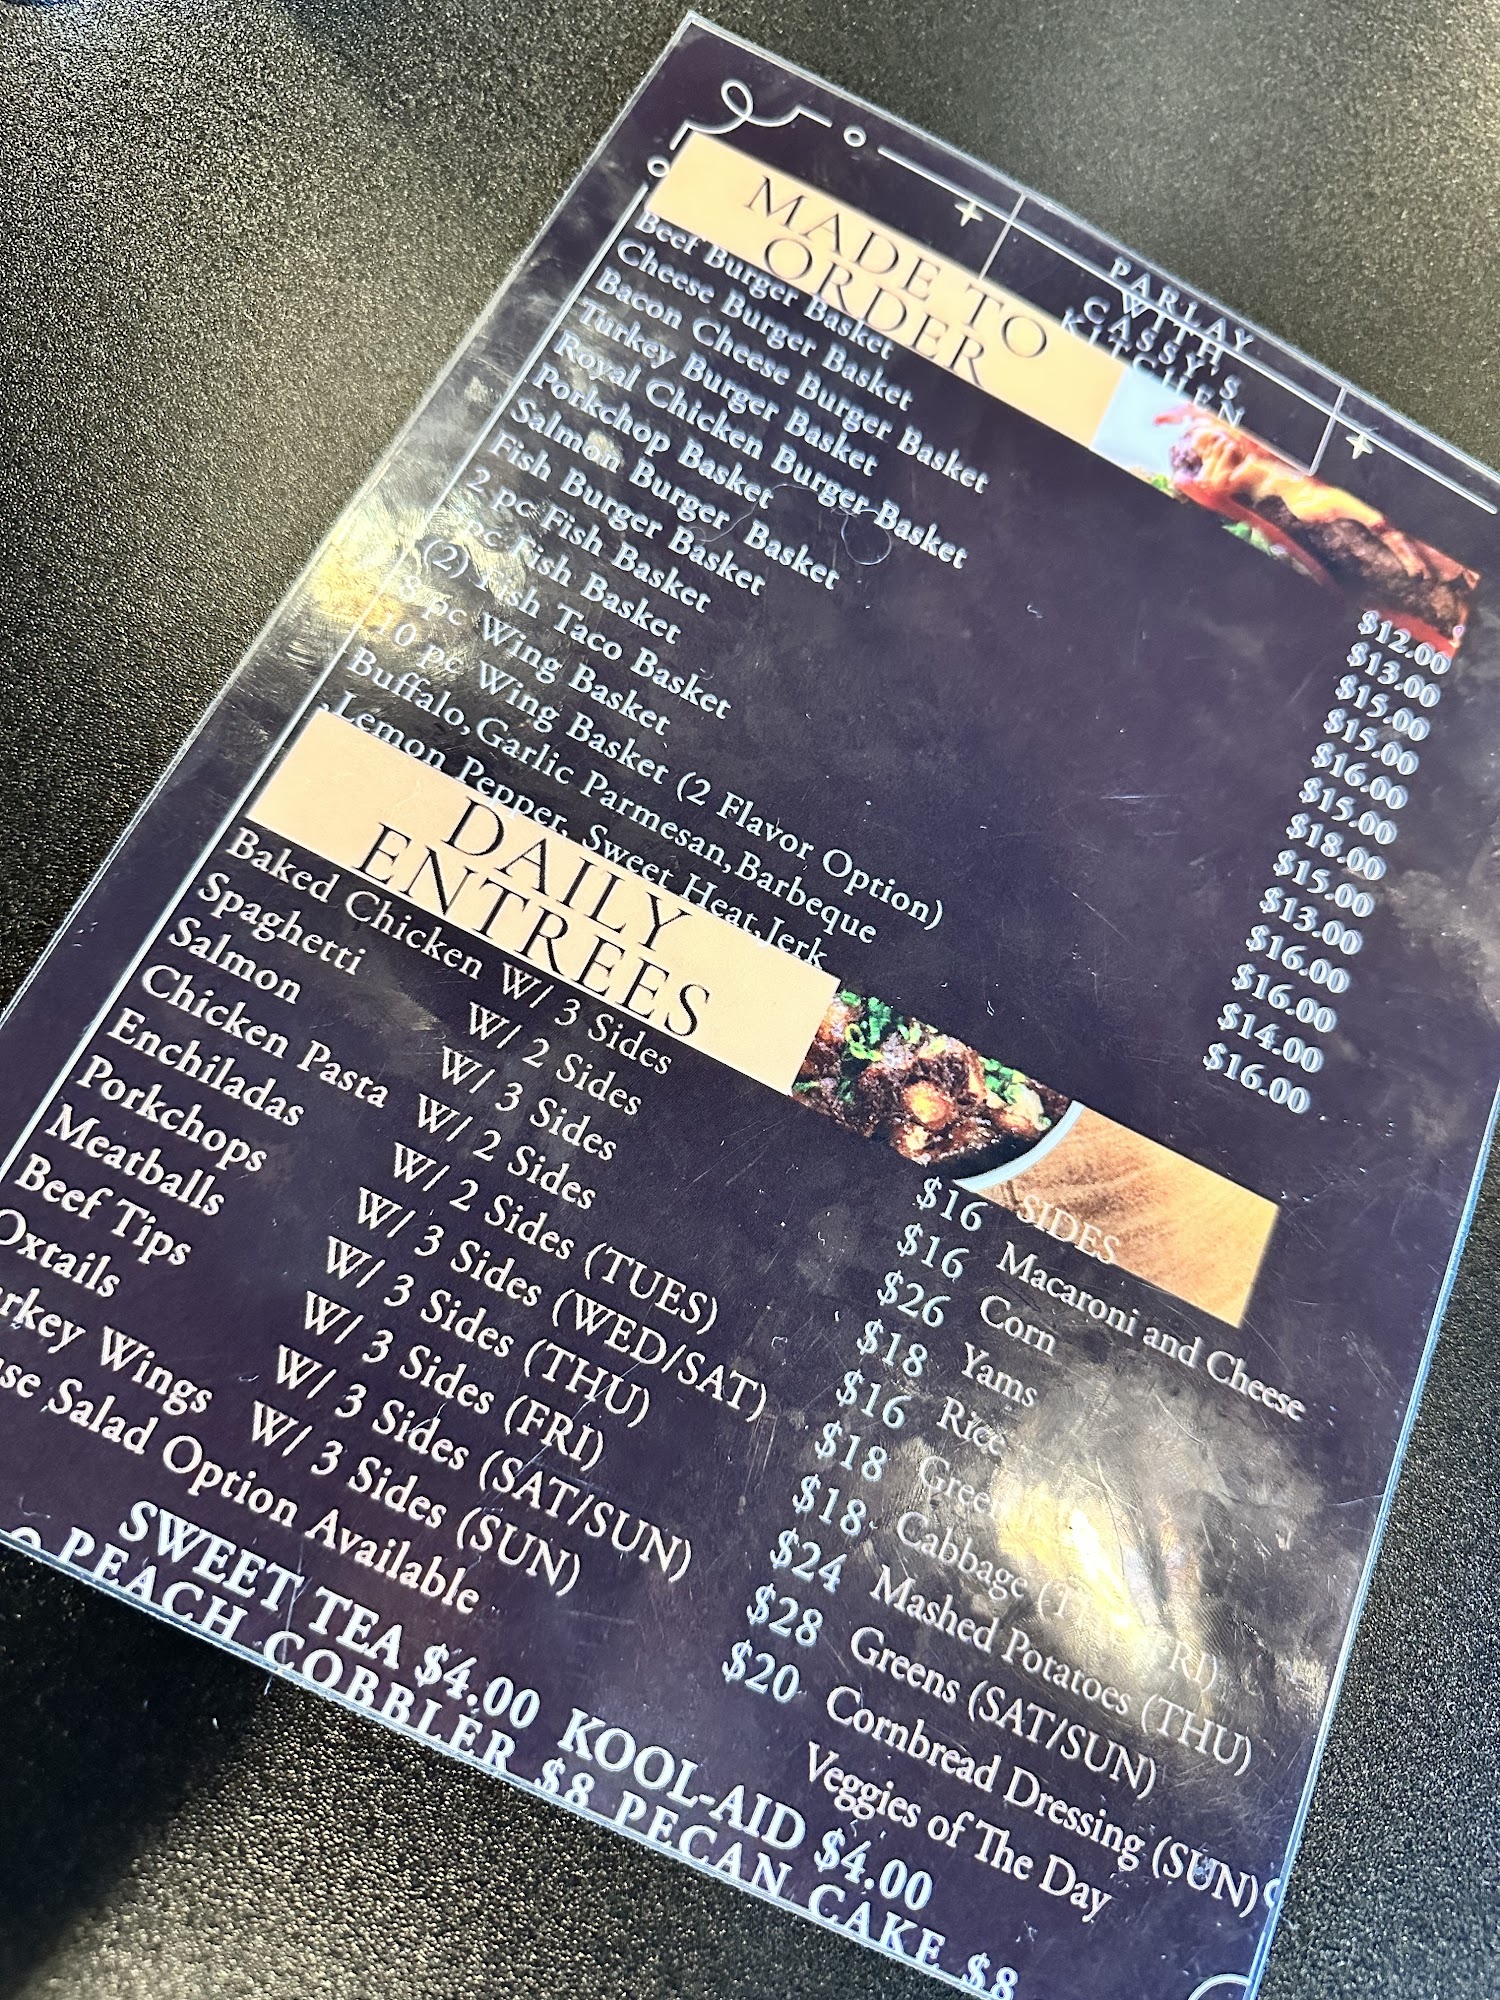 PARLAY
WITH
CASSY'S
KITCHEN
MADE TO
ORDER
Beef Burger Basket $12.00
Cheese Burger Basket $13.00
Bacon Cheese Burger Basket $15.00
Turkey Burger Basket $15.00
Royal Chicken Burger Basket $16.00
Porkchop Basket $15.00
Salmon Burger Basket $18.00
Fish Burger Basket $15.00
2 pc Fish Basket $13.00
pc Fish Basket $16.00
(2) Fish Taco Basket $16.00
8 pc Wing Basket $14.00
10 pc Wing Basket (2 Flavor Option) $16.00
Buffalo, Garlic Parmesan, Barbeque
Lemon Pepper, Sweet Heat, Jerk
DAILY
ENTREES
Baked Chicken W/ 3 Sides $16
Spaghetti W/ 2 Sides $16
Salmon W/ 3 Sides $26
Chicken Pasta W/ 2 Sides $18
Enchiladas W/ 2 Sides (TUES) $16
Porkchops W/ 3 Sides (WED/SAT) $18
Meatballs W/ 3 Sides (THU) $18
Beef Tips W/ 3 Sides (FRI) $24
Oxtails W/ 3 Sides (SAT/SUN) $28
Wings W/ 3 Sides (SUN) $20
Salad Option Available
SIDES
Macaroni and Cheese
Corn
Yams
Rice
Green
Cabbage
Mashed Potatoes (THU)
Greens (SAT/SUN)
Cornbread Dressing (SUN)
Veggies of The Day
SWEET TEA $4.00 KOOL-AID $4.00
PEACH COBBLER $8 PECAN CAKE $8